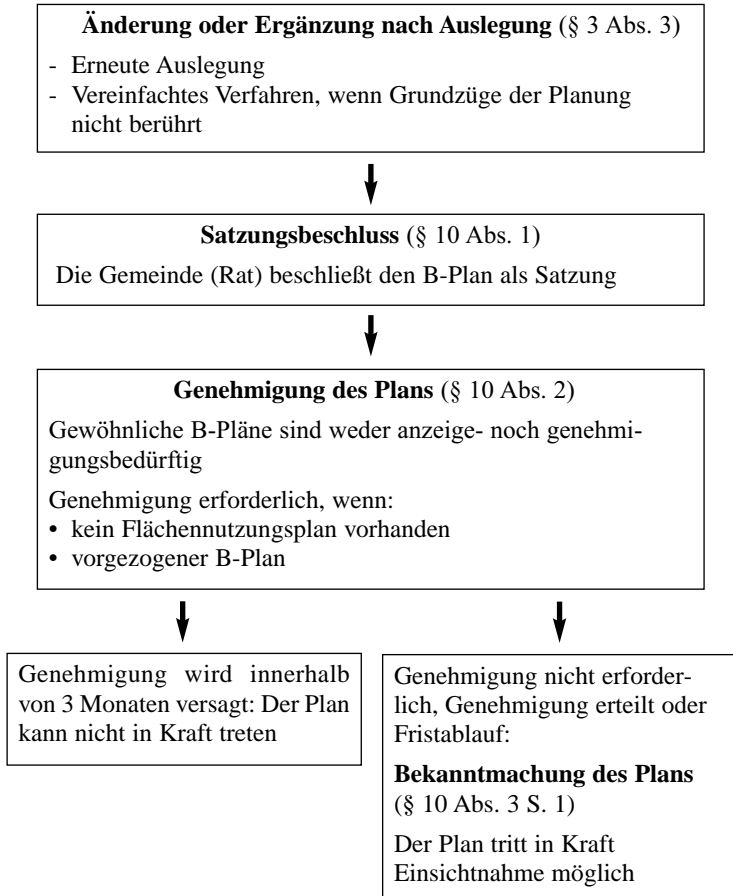 Änderung oder Ergänzung nach Auslegung (§ 3 Abs. 3)
- Erneute Auslegung
- Vereinfachtes Verfahren, wenn Grundzüge der Planung
nicht berührt
Satzungsbeschluss (§ 10 Abs. 1)
Die Gemeinde (Rat) beschließt den B-Plan als Satzung
Genehmigung des Plans (§ 10 Abs. 2)
Gewöhnliche B-Pläne sind weder anzeige- noch genehmi-
gungsbedürftig
Genehmigung erforderlich, wenn:
• kein Flächennutzungsplan vorhanden
• vorgezogener B-Plan
Genehmigung wird innerhalb
von 3 Monaten versagt: Der Plan
kann nicht in Kraft treten
Genehmigung nicht erforder-
lich, Genehmigung erteilt oder
Fristablauf:
Bekanntmachung des Plans
(§ 10 Abs. 3 S. 1)
Der Plan tritt in Kraft
Einsichtnahme möglich